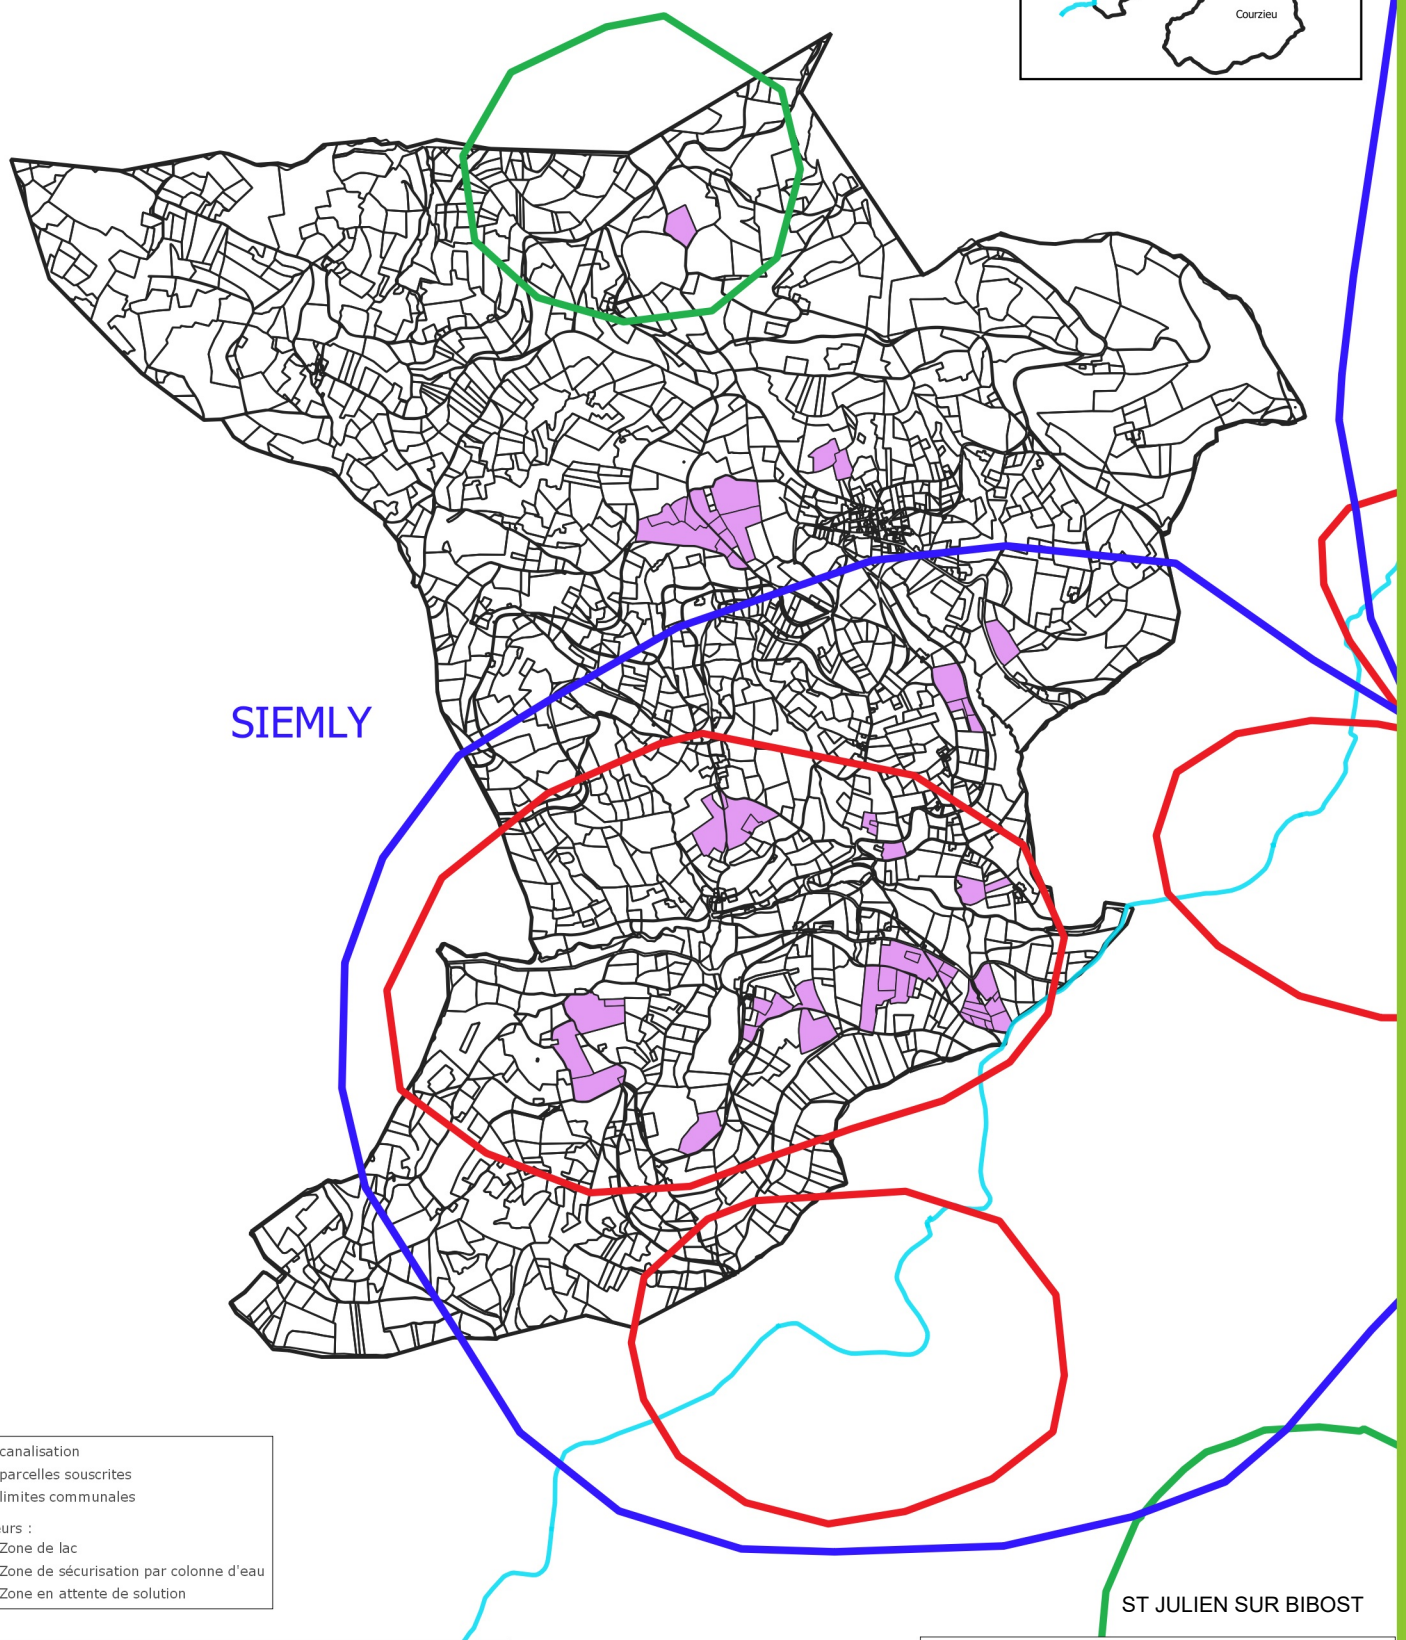 Courzieu
SIEMLY
canalisation
parcelles souscrites
limites communales
eurs :
Zone de lac
Zone de sécurisation par colonne d'eau
Zone en attente de solution
ST JULIEN SUR BIBOST